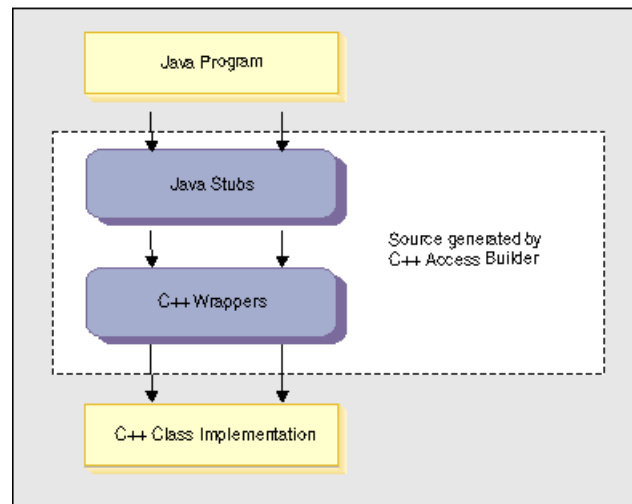 Java Program
Java Stubs
Source generated by
C++ Access Builder
C++ Wrappers
C++ Class Implementation